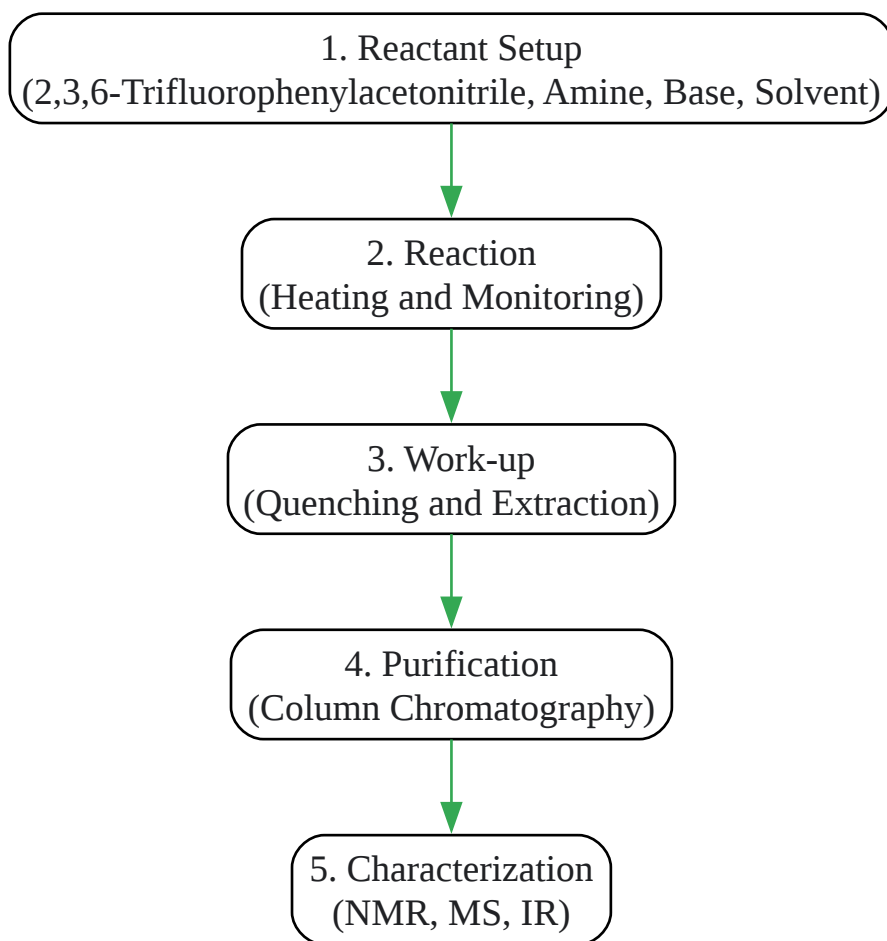 1. Reactant Setup
(2,3,6-Trifluorophenylacetonitrile, Amine, Base, Solvent)
2. Reaction
(Heating and Monitoring)
3. Work-up
(Quenching and Extraction)
4. Purification
(Column Chromatography)
5. Characterization
(NMR, MS, IR)